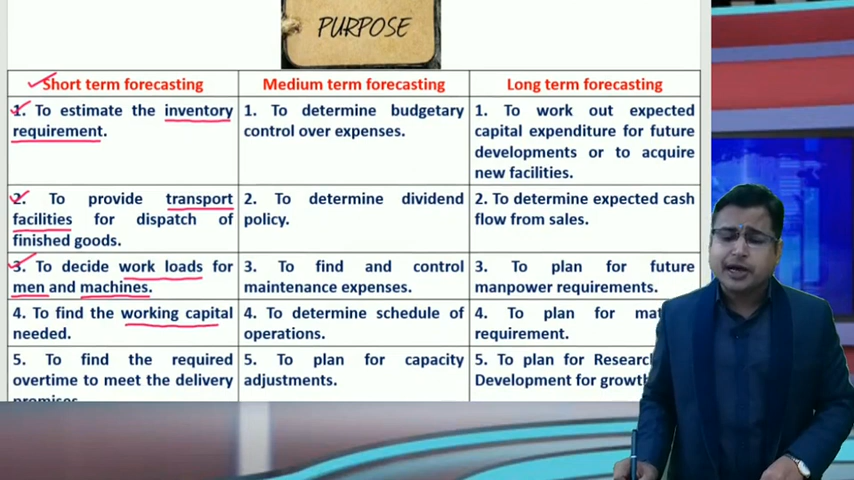 PURPOSE
Short term forecasting
Medium term forecasting
Long term forecasting
1. To estimate the inventory
requirement.
1. To determine budgetary
control over expenses.
1. To work out expected
capital expenditure for future
developments or to acquire
new facilities.
2. To provide transport
facilities for dispatch of
finished goods.
2. To determine dividend
policy.
2. To determine expected cash
flow from sales.
3. To decide work loads for
men and machines.
3. To find and control
maintenance expenses.
3. To plan for future
manpower requirements.
4. To find the working capital
needed.
4. To determine schedule of
operations.
4. To plan for
requirement.
5. To find the required
overtime to meet the delivery
5. To plan for capacity
adjustments.
5. To plan for
Development for